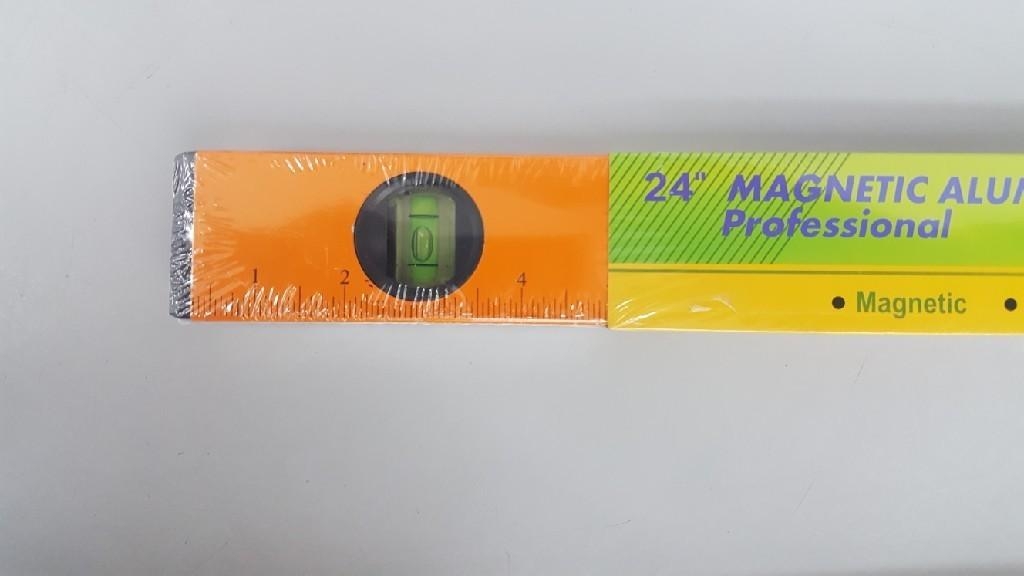 24" MAGNETIC ALU
Professional
1 2 4
Magnetic